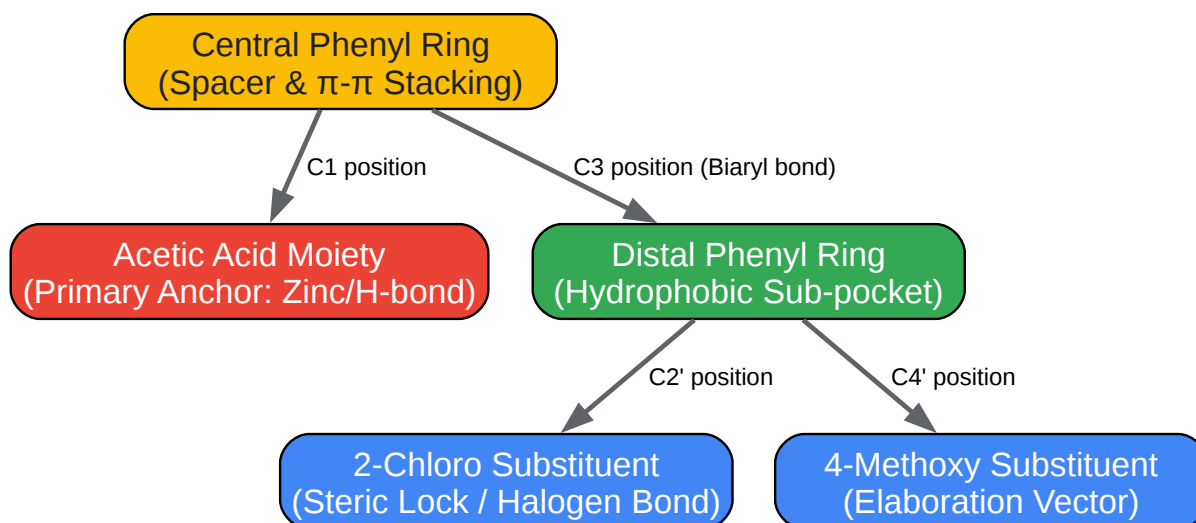 Central Phenyl Ring
(Spacer & π-π Stacking)
C1 position
C3 position (Biaryl bond)
Acetic Acid Moiety
(Primary Anchor: Zinc/H-bond)
Distal Phenyl Ring
(Hydrophobic Sub-pocket)
C2' position
C4' position
2-Chloro Substituent
(Steric Lock / Halogen Bond)
4-Methoxy Substituent
(Elaboration Vector)